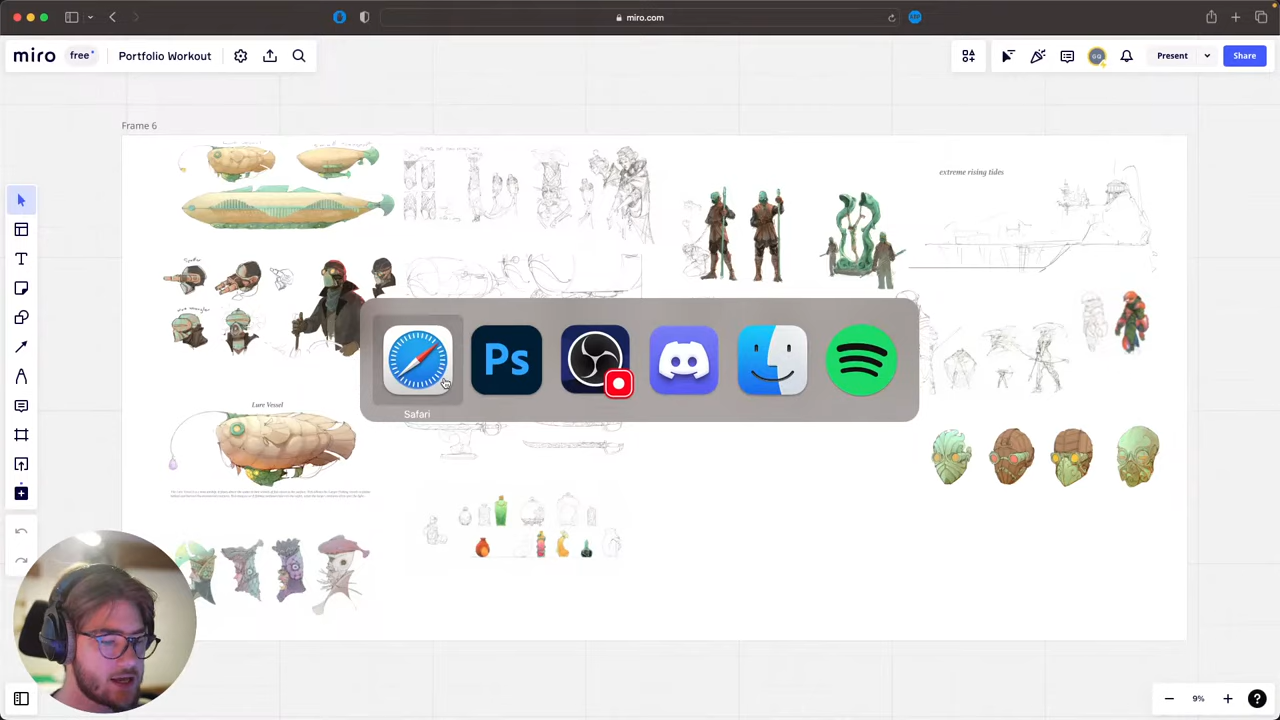 miro.com
miro free Portfolio Workout
Present
Share
Frame 6
extreme rising tides
Ps
Safari
Lure Vessel
9%